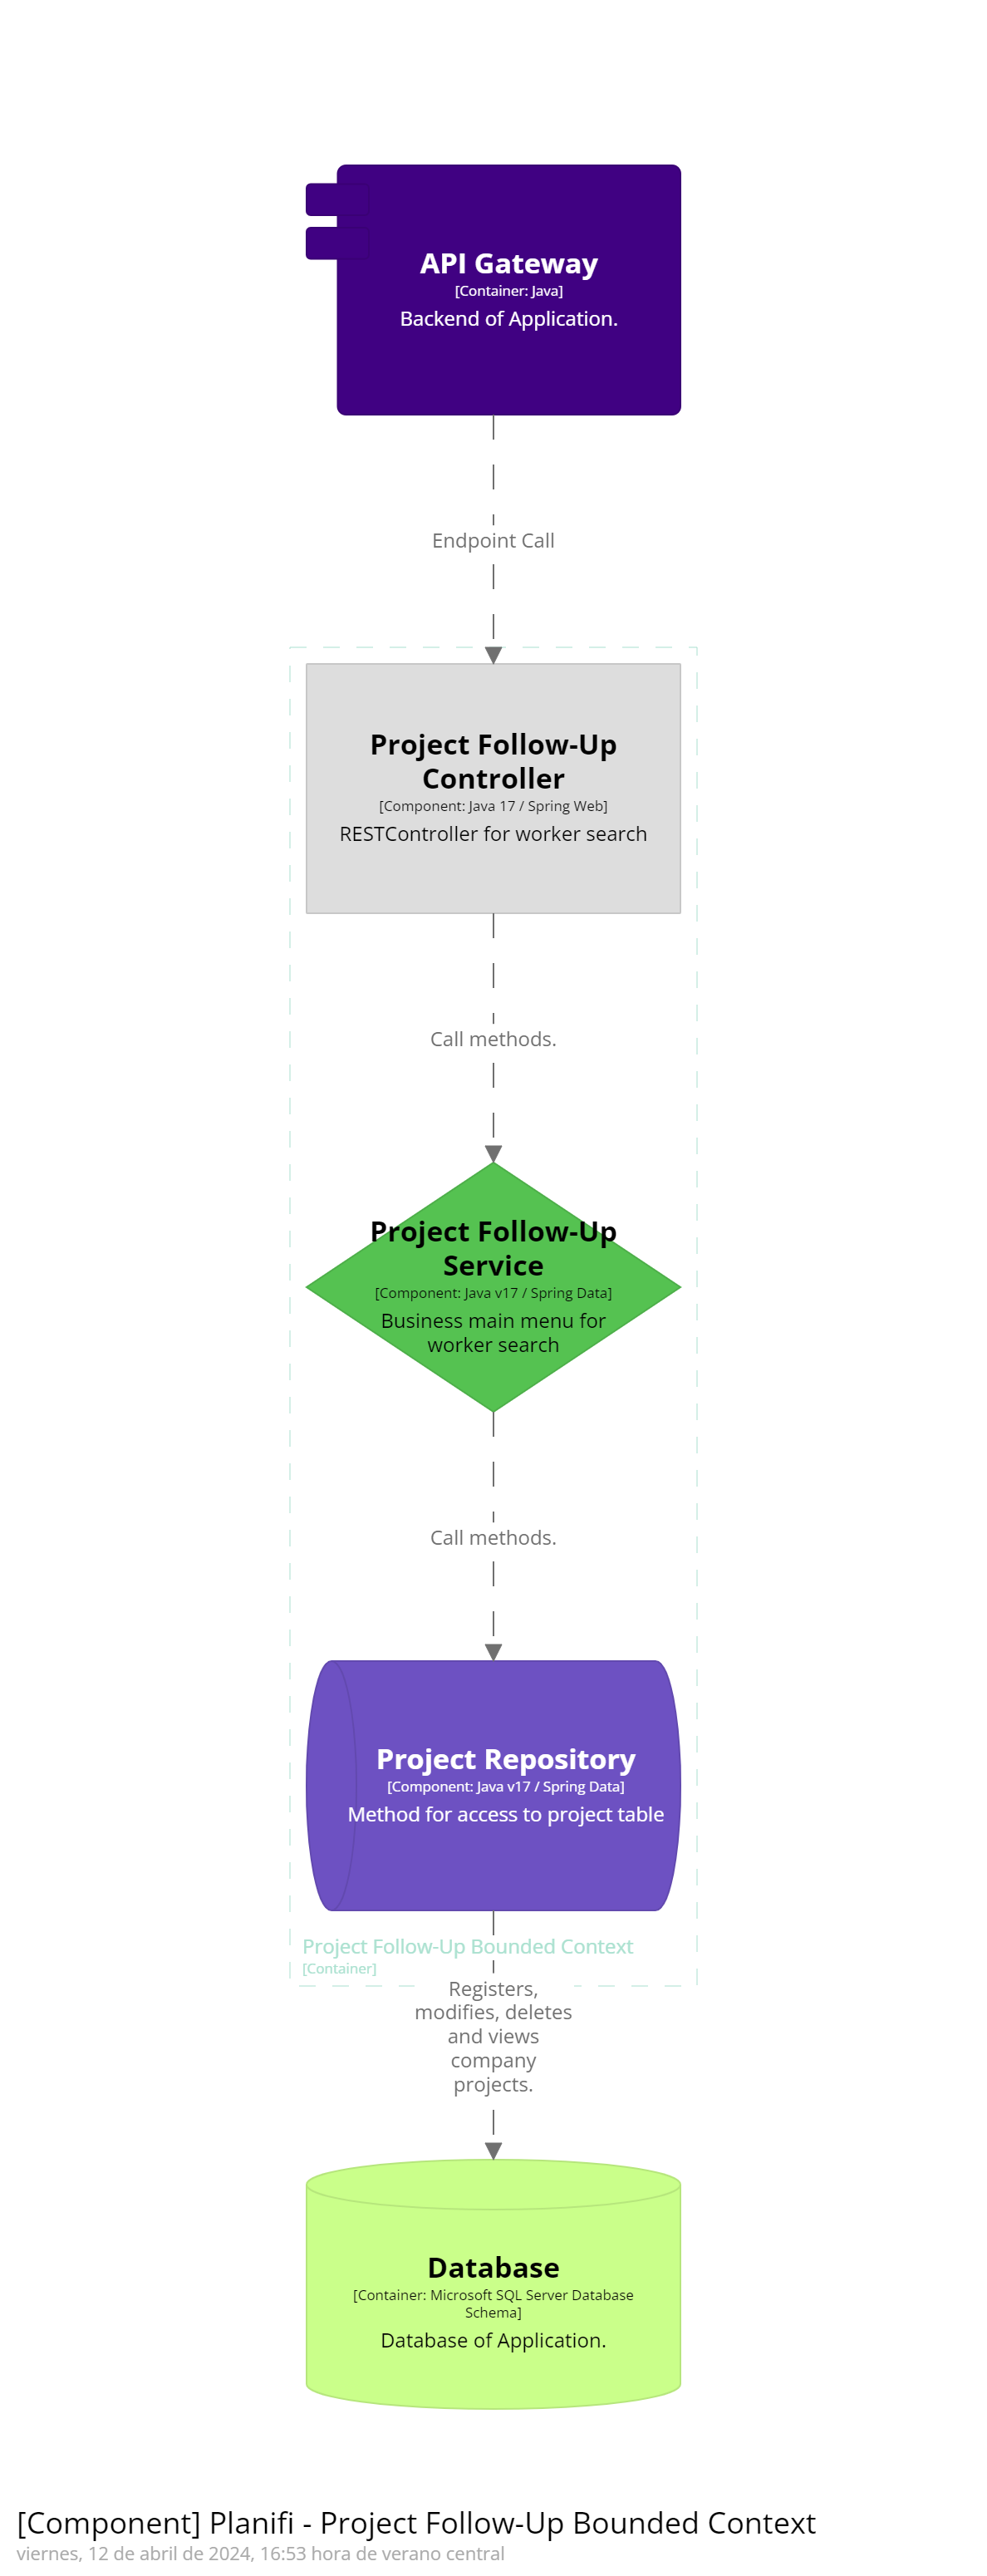 API Gateway
[Container: Java]
Backend of Application.
Endpoint Call
Project Follow-Up
Controller
[Component: Java 17 / Spring Web]
RESTController for worker search
Call methods.
Project Follow-Up
Service
[Component: Java v17 / Spring Data]
Business main menu for
worker search
Call methods.
Project Repository
[Component: Java v17 / Spring Data]
Method for access to project table
Project Follow-Up Bounded Context
[Container]
Registers,
modifies, deletes
and views
company
projects.
Database
[Container: Microsoft SQL Server Database
Schema]
Database of Application.
[Component] Planifi - Project Follow-Up Bounded Context
viernes, 12 de abril de 2024, 16:53 hora de verano central